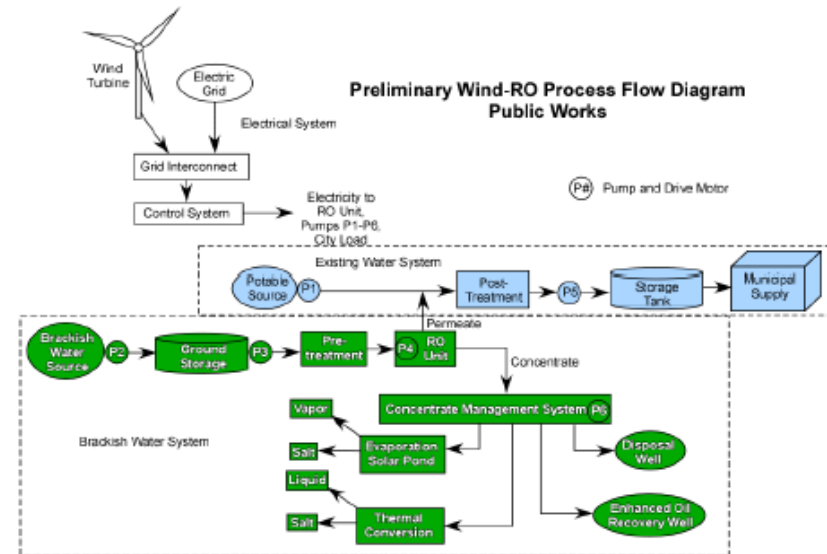 Preliminary Wind-RO Process Flow Diagram
Public Works
Wind
Turbine
Electric
Grid
Electrical System
Grid Interconnect
Control System
Electricity to
RO Unit,
Pumps P1-P6,
City Load
P# Pump and Drive Motor
Existing Water System
Potable
Source
P1
Post-
Treatment
P5
Storage
Tank
Municipal
Supply
Permeate
Brackish
Water
Source
P2
Ground
Storage
P3
Pre-
treatment
P4
RO
Unit
Concentrate
Concentrate Management System P6
Brackish Water System
Vapor
Salt
Evaporation
Solar Pond
Liquid
Salt
Thermal
Conversion
Disposal
Well
Enhanced Oil
Recovery Well